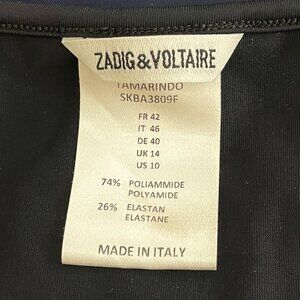 ZADIG&VOLTAIRE
TAMARINDO
SKBA3809F
FR 42
IT 46
DE 40
UK 14
US 10
74% POLIAMMIDE
POLYAMIDE
26% ELASTAN
ELASTANE
MADE IN ITALY